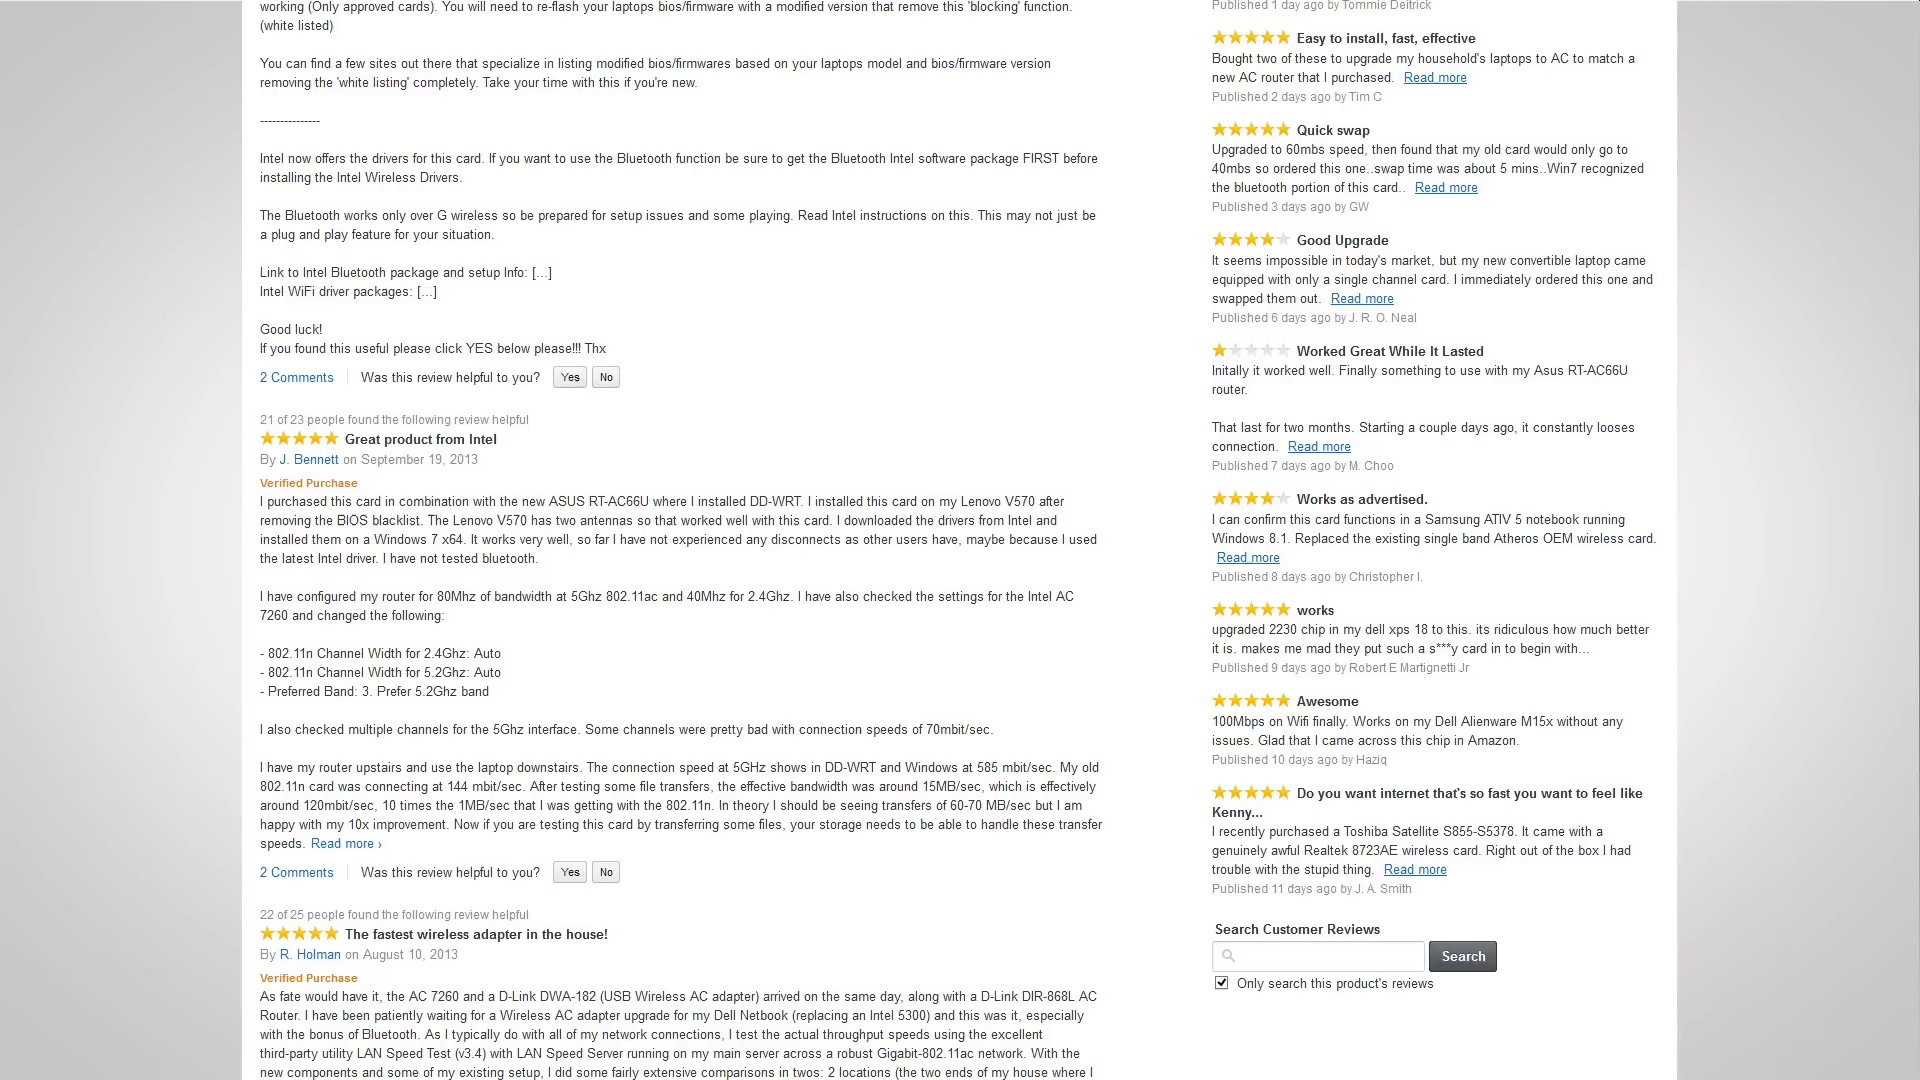 working (Only approved cards). You will need to re-flash your laptops bios/firmware with a modified version that remove this 'blocking' function.
(white listed)
You can find a few sites out there that specialize in listing modified bios/firmwares based on your laptops model and bios/firmware version
removing the 'white listing' completely. Take your time with this if you're new.
---------------
Intel now offers the drivers for this card. If you want to use the Bluetooth function be sure to get the Bluetooth Intel software package FIRST before
installing the Intel Wireless Drivers.
The Bluetooth works only over G wireless so be prepared for setup issues and some playing. Read Intel instructions on this. This may not just be
a plug and play feature for your situation.
Link to Intel Bluetooth package and setup Info: [...]
Intel WiFi driver packages: [...]
Good luck!
If you found this useful please click YES below please!!! Thx
2 Comments | Was this review helpful to you? Yes No
21 of 23 people found the following review helpful
Great product from Intel
By J. Bennett on September 19, 2013
Verified Purchase
I purchased this card in combination with the new ASUS RT-AC66U where I installed DD-WRT. I installed this card on my Lenovo V570 after
removing the BIOS blacklist. The Lenovo V570 has two antennas so that worked well with this card. I downloaded the drivers from Intel and
installed them on a Windows 7 x64. It works very well, so far I have not experienced any disconnects as other users have, maybe because I used
the latest Intel driver. I have not tested bluetooth.
I have configured my router for 80Mhz of bandwidth at 5Ghz 802.11ac and 40Mhz for 2.4Ghz. I have also checked the settings for the Intel AC
7260 and changed the following:
- 802.11n Channel Width for 2.4Ghz: Auto
- 802.11n Channel Width for 5.2Ghz: Auto
- Preferred Band: 3. Prefer 5.2Ghz band
I also checked multiple channels for the 5Ghz interface. Some channels were pretty bad with connection speeds of 70mbit/sec.
I have my router upstairs and use the laptop downstairs. The connection speed at 5GHz shows in DD-WRT and Windows at 585 mbit/sec. My old
802.11n card was connecting at 144 mbit/sec. After testing some file transfers, the effective bandwidth was around 15MB/sec, which is effectively
around 120mbit/sec, 10 times the 1MB/sec that I was getting with the 802.11n. In theory I should be seeing transfers of 60-70 MB/sec but I am
happy with my 10x improvement. Now if you are testing this card by transferring some files, your storage needs to be able to handle these transfer
speeds. Read more ›
2 Comments | Was this review helpful to you? Yes No
22 of 25 people found the following review helpful
The fastest wireless adapter in the house!
By R. Holman on August 10, 2013
Verified Purchase
As fate would have it, the AC 7260 and a D-Link DWA-182 (USB Wireless AC adapter) arrived on the same day, along with a D-Link DIR-868L AC
Router. I have been patiently waiting for a Wireless AC adapter upgrade for my Dell Netbook (replacing an Intel 5300) and this was it, especially
with the bonus of Bluetooth. As I typically do with all of my network connections, I test the actual throughput speeds using the excellent
third-party utility LAN Speed Test (v3.4) with LAN Speed Server running on my main server across a robust Gigabit-802.11ac network. With the
new components and some of my existing setup, I did some fairly extensive comparisons in twos: 2 locations (the two ends of my house where I
Published 1 day ago by Tommie Deitrick
Easy to install, fast, effective
Bought two of these to upgrade my household's laptops to AC to match a
new AC router that I purchased. Read more
Published 2 days ago by Tim C
Quick swap
Upgraded to 60mbs speed, then found that my old card would only go to
40mbs so ordered this one..swap time was about 5 mins..Win7 recognized
the bluetooth portion of this card.. Read more
Published 3 days ago by GW
Good Upgrade
It seems impossible in today's market, but my new convertible laptop came
equipped with only a single channel card. I immediately ordered this one and
swapped them out. Read more
Published 6 days ago by J. R. O. Neal
Worked Great While It Lasted
Initally it worked well. Finally something to use with my Asus RT-AC66U
router.
That last for two months. Starting a couple days ago, it constantly looses
connection. Read more
Published 7 days ago by M. Choo
Works as advertised.
I can confirm this card functions in a Samsung ATIV 5 notebook running
Windows 8.1. Replaced the existing single band Atheros OEM wireless card.
Read more
Published 8 days ago by Christopher I.
works
upgraded 2230 chip in my dell xps 18 to this. its ridiculous how much better
it is. makes me mad they put such a s***y card in to begin with...
Published 9 days ago by Robert E Martignetti Jr
Awesome
100Mbps on Wifi finally. Works on my Dell Alienware M15x without any
issues. Glad that I came across this chip in Amazon.
Published 10 days ago by Haziq
Do you want internet that's so fast you want to feel like
Kenny...
I recently purchased a Toshiba Satellite S855-S5378. It came with a
genuinely awful Realtek 8723AE wireless card. Right out of the box I had
trouble with the stupid thing. Read more
Published 11 days ago by J. A. Smith
Search Customer Reviews
Search
Only search this product's reviews